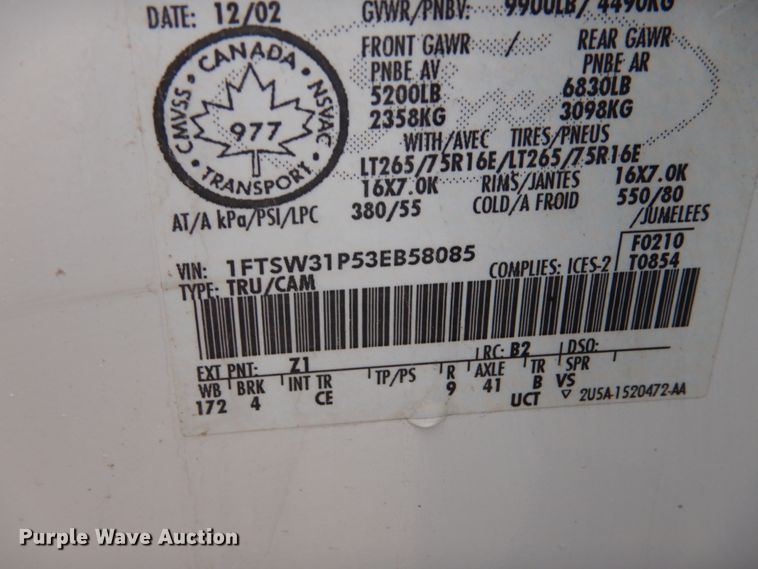 DATE: 12/02
GVWR/PNBV: 9900LB/ 4490KG
FRONT GAWR / REAR GAWR
PNBE AV PNBE AR
5200LB 6830LB
2358KG 3098KG
WITH/AVEC TIRES/PNEUS
LT265/75R16E/LT265/75R16E
16X7.0K RIMS/JANTES 16X7.0K
AT/A kPa/PSI/LPC 380/55 COLD/A FROID 550/80
/JUMELEES
CANADA
CMVSS • NSVAC
977
• TRANSPORT •
VIN: 1FTSW31P53EB58085
COMPLIES: ICES-2
F0210
T0854
TYPE: TRU/CAM
EXT PNT: Z1 RC: B2 DSO:
WB BRK INT TR TP/PS R AXLE TR SPR
172 4 CE 9 41 B VS
UCT ▽ 2U5A-1520472-AA
Purple Wave Auction